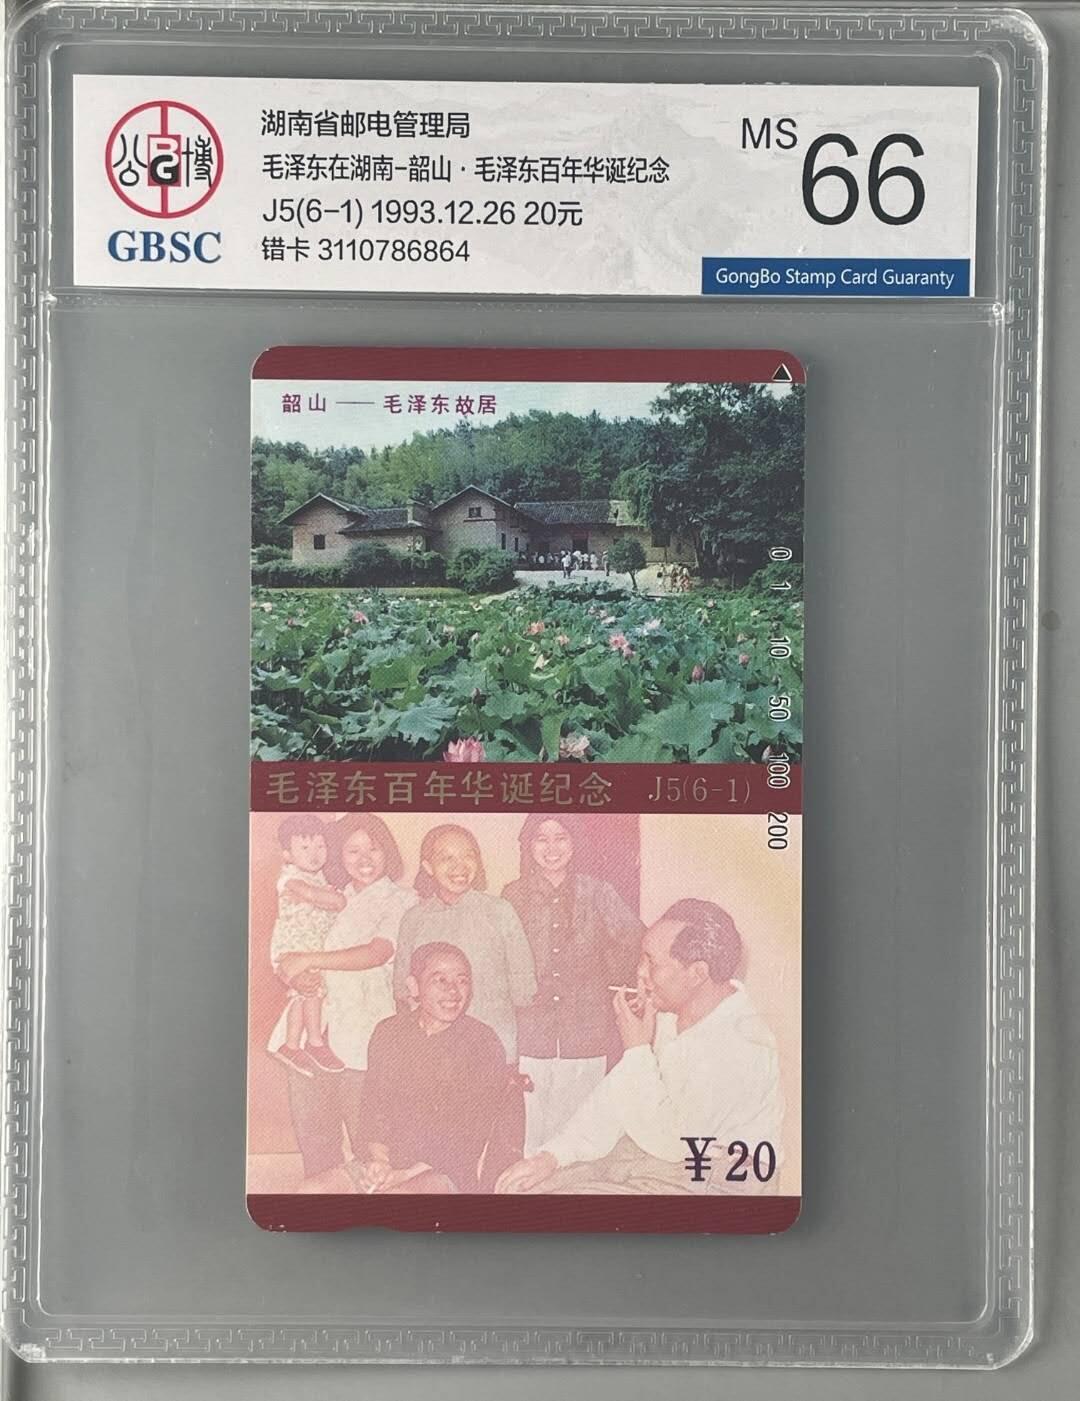 公博
BG
GBSC
湖南省邮电管理局
毛泽东在湖南-韶山·毛泽东百年华诞纪念
J5(6-1) 1993.12.26 20元
错卡 3110786864
MS 66
GongBo Stamp Card Guaranty
韶山——毛泽东故居
0 1 10 50 100 200
毛泽东百年华诞纪念 J5(6-1)
¥20